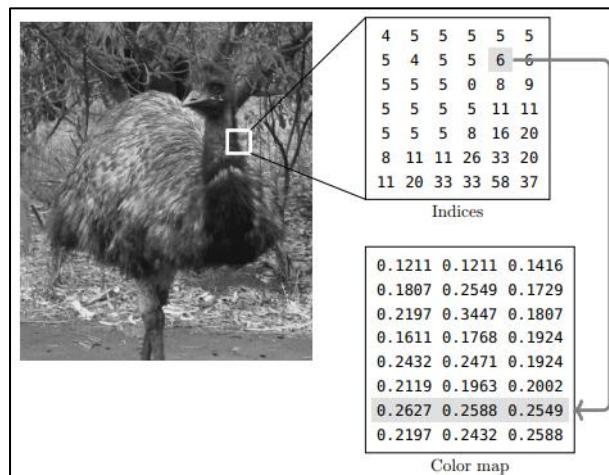 4 5 5 5 5 5
5 4 5 5 6 6
5 5 5 0 8 9
5 5 5 5 11 11
5 5 5 8 16 20
8 11 11 26 33 20
11 20 33 33 58 37
Indices
0.1211 0.1211 0.1416
0.1807 0.2549 0.1729
0.2197 0.3447 0.1807
0.1611 0.1768 0.1924
0.2432 0.2471 0.1924
0.2119 0.1963 0.2002
0.2627 0.2588 0.2549
0.2197 0.2432 0.2588
Color map